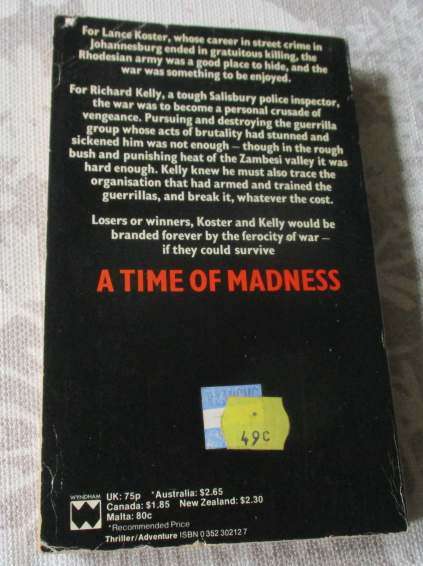 For Lance Koster, whose career in street crime in
Johannesburg ended in gratuitous killing, the
Rhodesian army was a good place to hide, and the
war was something to be enjoyed.
For Richard Kelly, a tough Salisbury police inspector,
the war was to become a personal crusade of
vengeance. Pursuing and destroying the guerrilla
group whose acts of brutality had stunned and
sickened him was not enough – though in the rough
bush and punishing heat of the Zambesi valley it was
hard enough. Kelly knew he must also trace the
organisation that had armed and trained the
guerrillas, and break it, whatever the cost.
Losers or winners, Koster and Kelly would be
branded forever by the ferocity of war –
if they could survive
A TIME OF MADNESS
49c
WYNDHAM
UK: 75p *Australia: $2.65
Canada: $1.85 New Zealand: $2.30
Malta: 80c
*Recommended Price
Thriller/Adventure ISBN 0 352 30212 7